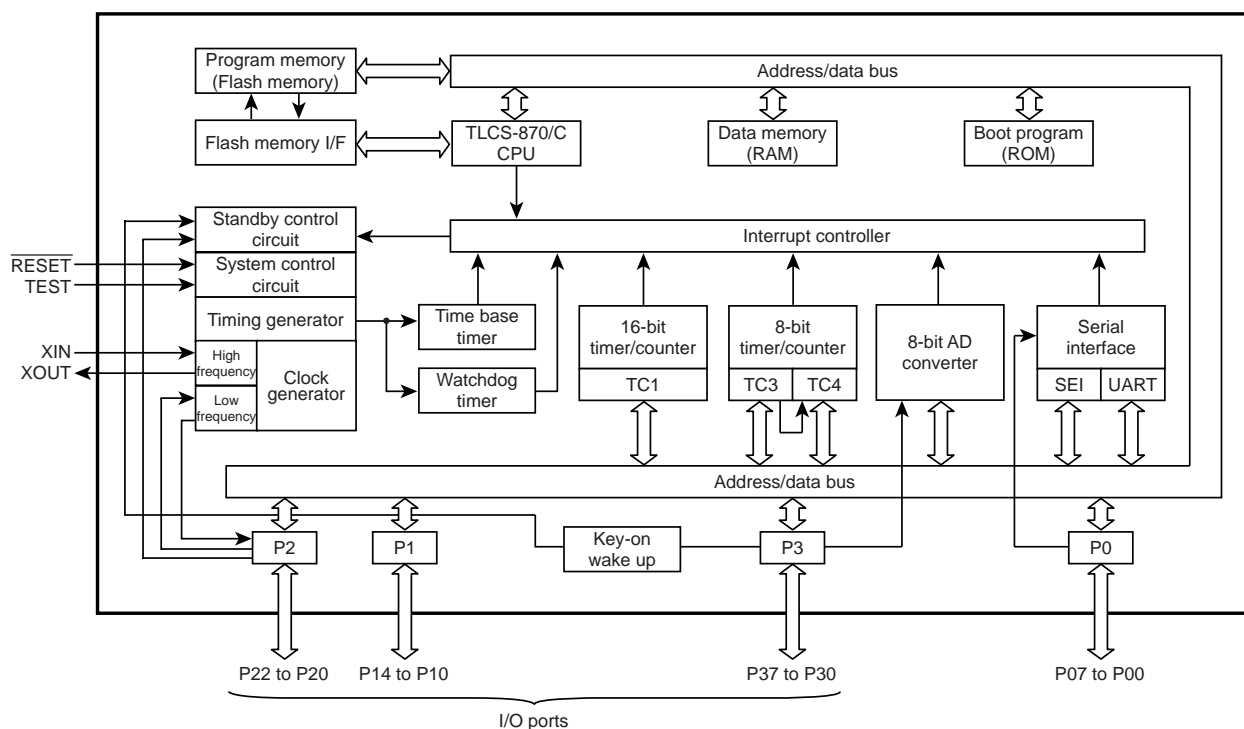 Program memory
(Flash memory)
Address/data bus
Flash memory I/F
TLCS-870/C
CPU
Data memory
(RAM)
Boot program
(ROM)
Standby control
circuit
Interrupt controller
RESET
TEST
System control
circuit
Timing generator
Time base
timer
16-bit
timer/counter
8-bit
timer/counter
8-bit AD
converter
Serial
interface
XIN
XOUT
High
frequency
Clock
generator
Low
frequency
Watchdog
timer
TC1
TC3
TC4
SEI
UART
Address/data bus
P2
P1
Key-on
wake up
P3
P0
P22 to P20
P14 to P10
P37 to P30
P07 to P00
I/O ports